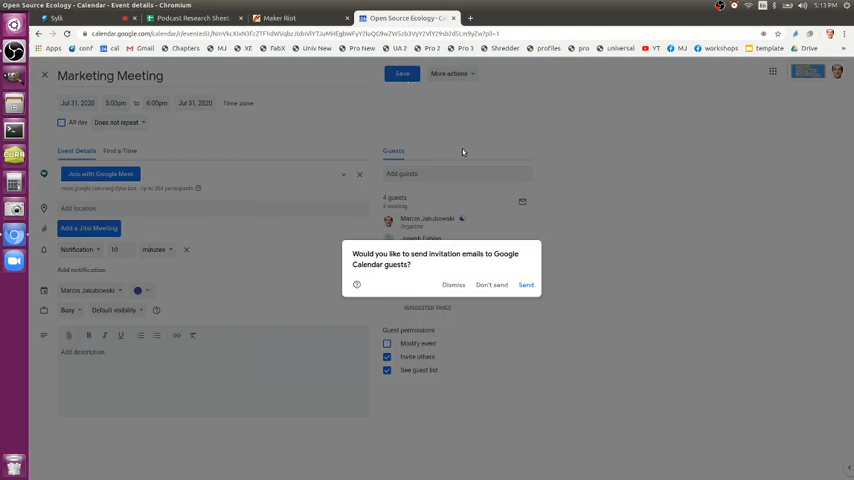 Open Source Ecology - Calendar - Event details - Chromium
En
5:13 PM
Sylk
Podcast Research Sheet
Maker Riot
Open Source Ecology - Cal
Apps
conf
cal
Gmail
Chapters
MJ
XE
FabX
Univ New
Pro New
UA 2
Pro 2
Pro 3
Shredder
profiles
pro
universal
YT
MJ
workshops
template
Drive
Marketing Meeting
Save
More actions
Jul 31, 2020
5:00pm
to
6:00pm
Jul 31, 2020
Time zone
All day
Does not repeat
Event Details
Find a Time
Guests
Join with Google Meet
Add guests
Add location
4 guests
Add a Jitsi Meeting
Marcin Jakubowski
Organizer
Notification
10
minutes
Add notification
Would you like to send invitation emails to Google
Calendar guests?
Dismiss
Don't send
Send
Marcin Jakubowski
Busy
Default visibility
SUGGESTED TIMES
B
I
U
Add description
Guest permissions
Modify event
Invite others
See guest list